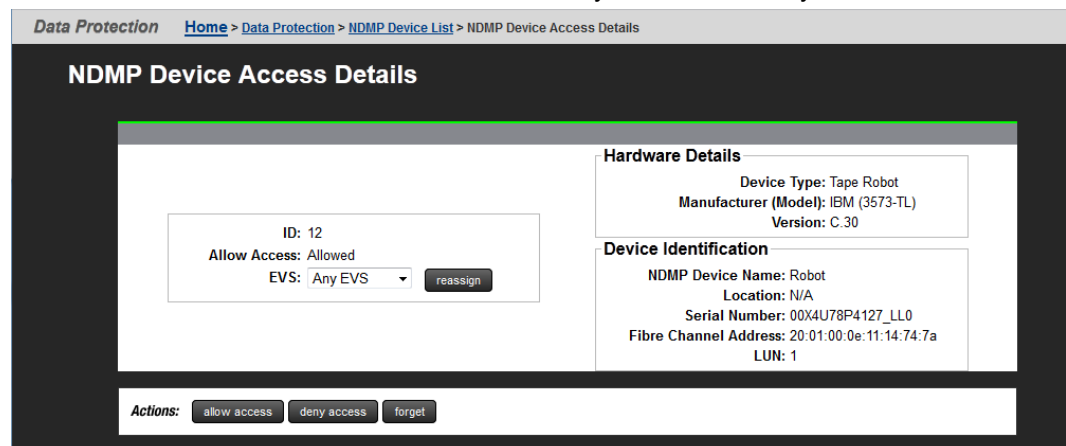 Data Protection Home > Data Protection > NDMP Device List > NDMP Device Access Details
NDMP Device Access Details
ID: 12
Allow Access: Allowed
EVS: Any EVS reassign
Hardware Details
Device Type: Tape Robot
Manufacturer (Model): IBM (3573-TL)
Version: C.30
Device Identification
NDMP Device Name: Robot
Location: N/A
Serial Number: 00X4U78P4127_LL0
Fibre Channel Address: 20:01:00:0e:11:14:74:7a
LUN: 1
Actions: allow access deny access forget